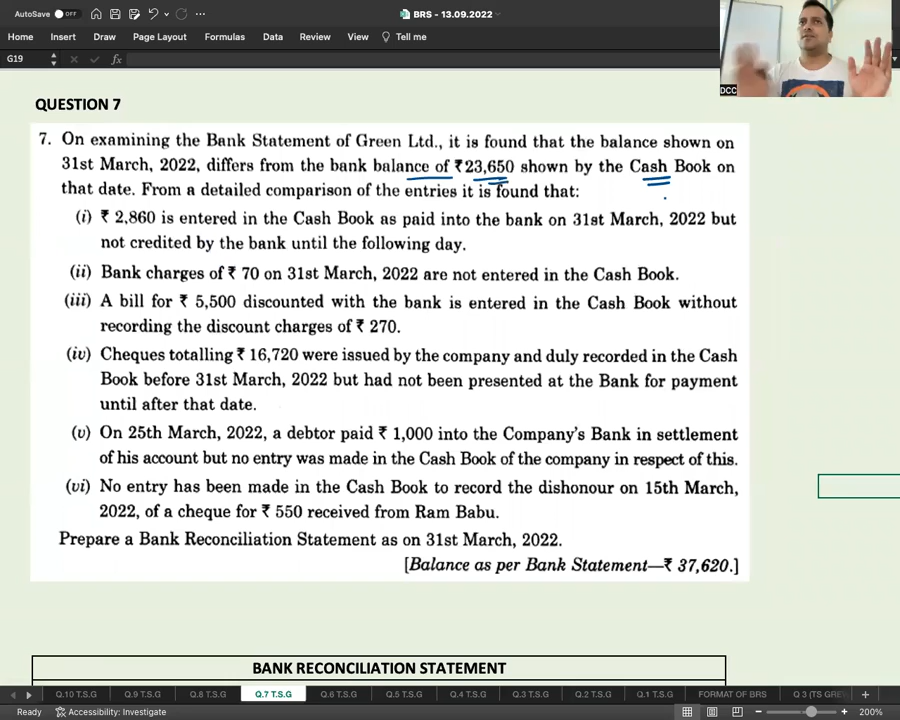 AutoSave OFF BRS - 13.09.2022
Home Insert Draw Page Layout Formulas Data Review View Tell me
G19 fx
DCC
QUESTION 7
7. On examining the Bank Statement of Green Ltd., it is found that the balance shown on
31st March, 2022, differs from the bank balance of ₹23,650 shown by the Cash Book on
that date. From a detailed comparison of the entries it is found that:
(i) ₹ 2,860 is entered in the Cash Book as paid into the bank on 31st March, 2022 but
not credited by the bank until the following day.
(ii) Bank charges of ₹ 70 on 31st March, 2022 are not entered in the Cash Book.
(iii) A bill for ₹ 5,500 discounted with the bank is entered in the Cash Book without
recording the discount charges of ₹ 270.
(iv) Cheques totalling ₹ 16,720 were issued by the company and duly recorded in the Cash
Book before 31st March, 2022 but had not been presented at the Bank for payment
until after that date.
(v) On 25th March, 2022, a debtor paid ₹ 1,000 into the Company's Bank in settlement
of his account but no entry was made in the Cash Book of the company in respect of this.
(vi) No entry has been made in the Cash Book to record the dishonour on 15th March,
2022, of a cheque for ₹ 550 received from Ram Babu.
Prepare a Bank Reconciliation Statement as on 31st March, 2022.
[Balance as per Bank Statement—₹ 37,620.]
BANK RECONCILIATION STATEMENT
Q.10 T.S.G Q.9 T.S.G Q.8 T.S.G Q.7 T.S.G Q.6 T.S.G Q.5 T.S.G Q.4 T.S.G Q.3 T.S.G Q.2 T.S.G Q.1 T.S.G FORMAT OF BRS Q 3 (TS GRE
Ready Accessibility: Investigate 200%